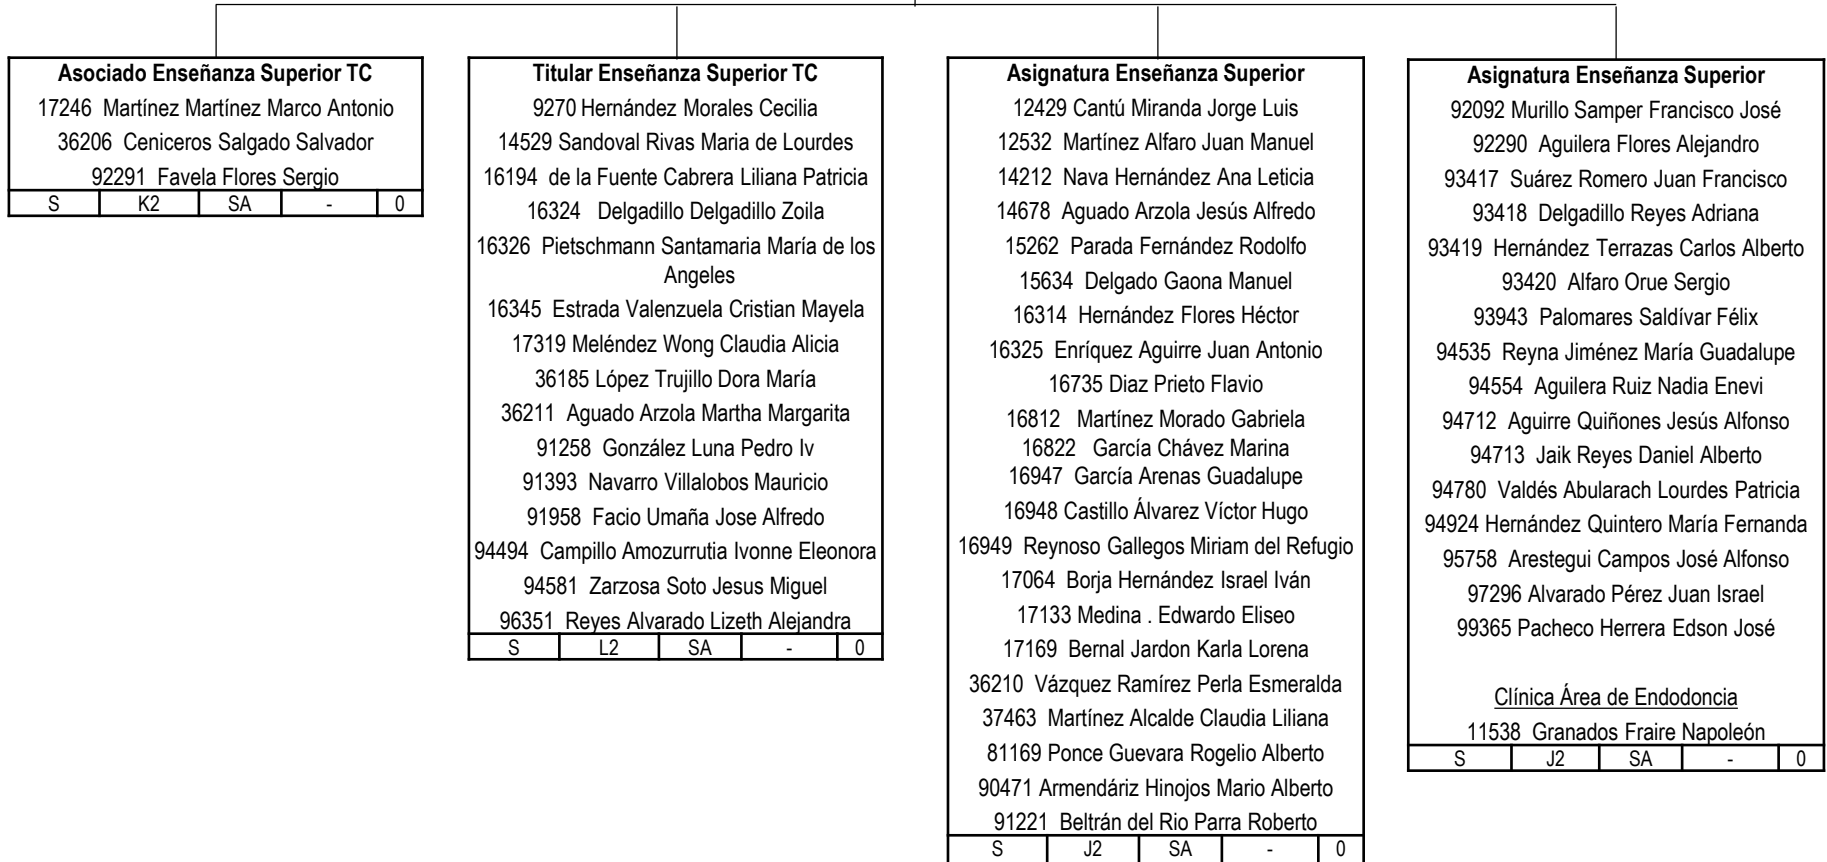 Asociado Enseñanza Superior TC
17246 Martínez Martínez Marco Antonio
36206 Ceniceros Salgado Salvador
92291 Favela Flores Sergio
S K2 SA - 0
Titular Enseñanza Superior TC
9270 Hernández Morales Cecilia
14529 Sandoval Rivas Maria de Lourdes
16194 de la Fuente Cabrera Liliana Patricia
16324 Delgadillo Delgadillo Zoila
16326 Pietschmann Santamaria María de los
Angeles
16345 Estrada Valenzuela Cristian Mayela
17319 Meléndez Wong Claudia Alicia
36185 López Trujillo Dora María
36211 Aguado Arzola Martha Margarita
91258 González Luna Pedro Iv
91393 Navarro Villalobos Mauricio
91958 Facio Umaña Jose Alfredo
94494 Campillo Amozurrutia Ivonne Eleonora
94581 Zarzosa Soto Jesus Miguel
96351 Reyes Alvarado Lizeth Alejandra
S L2 SA - 0
Asignatura Enseñanza Superior
12429 Cantú Miranda Jorge Luis
12532 Martínez Alfaro Juan Manuel
14212 Nava Hernández Ana Leticia
14678 Aguado Arzola Jesús Alfredo
15262 Parada Fernández Rodolfo
15634 Delgado Gaona Manuel
16314 Hernández Flores Héctor
16325 Enríquez Aguirre Juan Antonio
16735 Diaz Prieto Flavio
16812 Martínez Morado Gabriela
16822 García Chávez Marina
16947 García Arenas Guadalupe
16948 Castillo Álvarez Víctor Hugo
16949 Reynoso Gallegos Miriam del Refugio
17064 Borja Hernández Israel Iván
17133 Medina . Edwardo Eliseo
17169 Bernal Jardon Karla Lorena
36210 Vázquez Ramírez Perla Esmeralda
37463 Martínez Alcalde Claudia Liliana
81169 Ponce Guevara Rogelio Alberto
90471 Armendáriz Hinojos Mario Alberto
91221 Beltrán del Rio Parra Roberto
S J2 SA - 0
Asignatura Enseñanza Superior
92092 Murillo Samper Francisco José
92290 Aguilera Flores Alejandro
93417 Suárez Romero Juan Francisco
93418 Delgadillo Reyes Adriana
93419 Hernández Terrazas Carlos Alberto
93420 Alfaro Orue Sergio
93943 Palomares Saldívar Félix
94535 Reyna Jiménez María Guadalupe
94554 Aguilera Ruiz Nadia Enevi
94712 Aguirre Quiñones Jesús Alfonso
94713 Jaik Reyes Daniel Alberto
94780 Valdés Abularach Lourdes Patricia
94924 Hernández Quintero María Fernanda
95758 Arestegui Campos José Alfonso
97296 Alvarado Pérez Juan Israel
99365 Pacheco Herrera Edson José
Clínica Área de Endodoncia
11538 Granados Fraire Napoleón
S J2 SA - 0